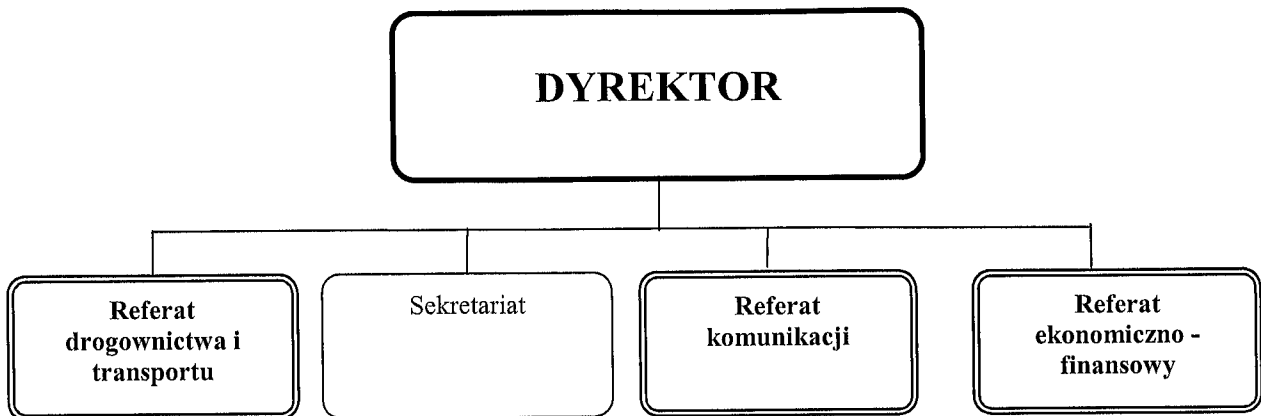 DYREKTOR
Referat
drogownictwa i
transportu
Sekretariat
Referat
komunikacji
Referat
ekonomiczno -
finansowy